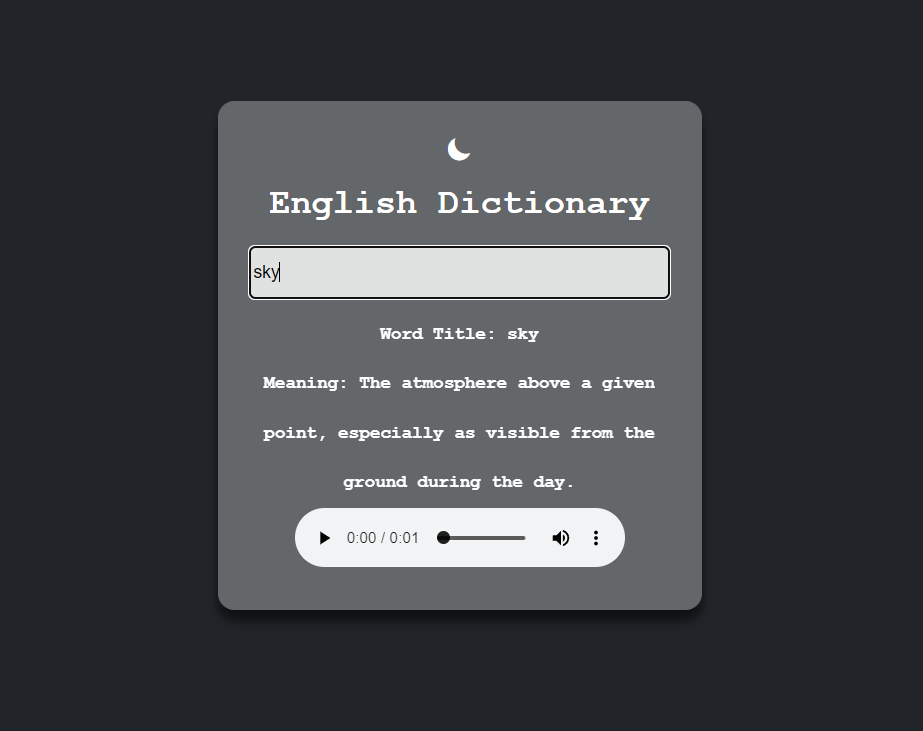 English Dictionary
sky
Word Title: sky
Meaning: The atmosphere above a given
point, especially as visible from the
ground during the day.
0:00 / 0:01